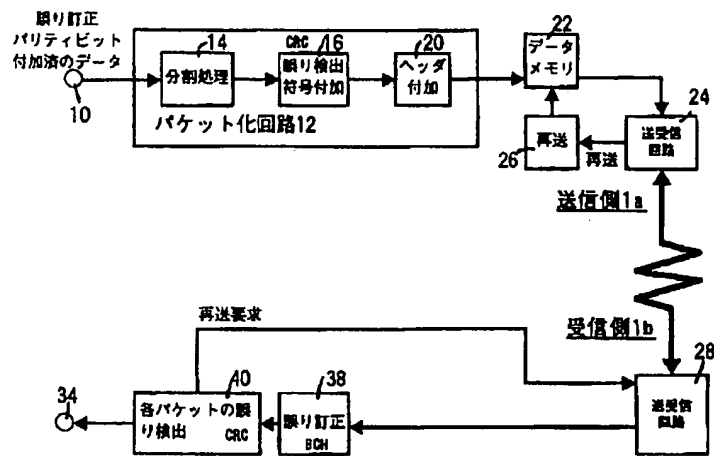 誤り訂正
パリティビット
付加済のデータ
10
14
分割処理
CRC 16
誤り検出
符号付加
20
ヘッダ
付加
パケット化回路12
22
データ
メモリ
24
送受信
回路
26
再送
再送
送信側1a
受信側1b
再送要求
28
送受信
回路
34
40
各パケットの誤
り検出 CRC
38
誤り訂正
BCH